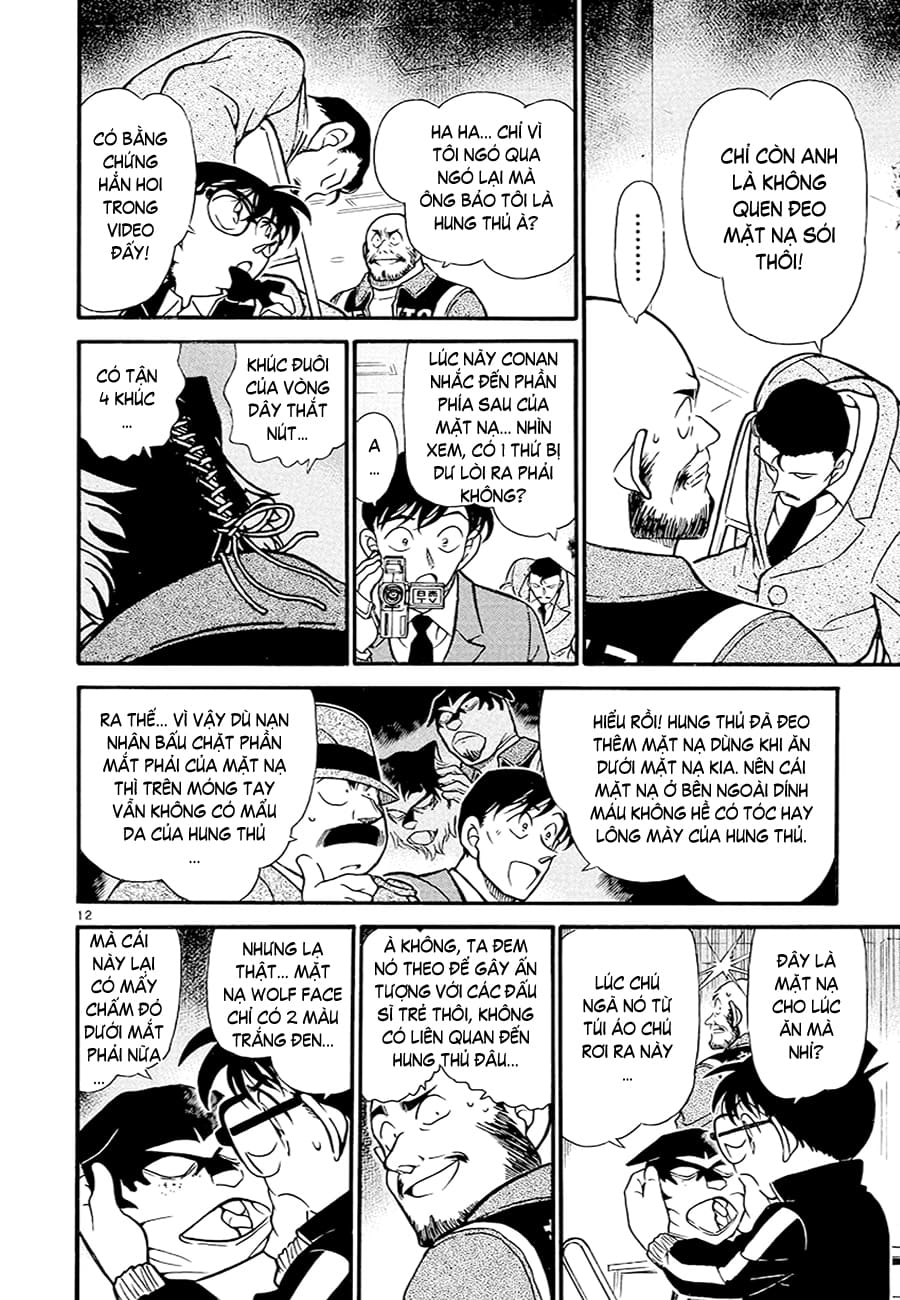 CHỈ CÒN ANH
LÀ KHÔNG
QUEN ĐEO
MẶT NẠ SÓI
THÔI!
.........
HA HA... CHỈ VÌ
TÔI NGÓ QUA
NGÓ LẠI MÀ
ÔNG BẢO TÔI LÀ
HUNG THỦ À?
CÓ BẰNG
CHỨNG
HẲN HOI
TRONG
VIDEO
ĐẤY!
LÚC NÀY CONAN
NHẮC ĐẾN PHẦN
PHÍA SAU CỦA
MẶT NẠ... NHÌN
XEM, CÓ 1 THỨ BỊ
DƯ LÒI RA PHẢI
KHÔNG?
A
...
KHÚC ĐUÔI
CỦA VÒNG
DÂY THẮT
NÚT...
CÓ TẬN
4 KHÚC
...
HIỂU RỒI! HUNG THỦ ĐÃ ĐEO
THÊM MẶT NẠ DÙNG KHI ĂN
DƯỚI MẶT NẠ KIA. NÊN CÁI
MẶT NẠ Ở BÊN NGOÀI DÍNH
MÁU KHÔNG HỀ CÓ TÓC HAY
LÔNG MÀY CỦA HUNG THỦ.
RA THẾ... VÌ VẬY DÙ NẠN
NHÂN BẤU CHẶT PHẦN
MẮT PHẢI CỦA MẶT NẠ
THÌ TRÊN MÓNG TAY
VẪN KHÔNG CÓ MẨU
DA CỦA HUNG THỦ
...
12
ĐÂY LÀ
MẶT NẠ
CHO LÚC
ĂN MÀ
NHỈ?
LÚC CHÚ
NGÃ NÓ TỪ
TÚI ÁO CHÚ
RƠI RA NÀY
...
À KHÔNG, TA ĐEM
NÓ THEO ĐỂ GÂY ẤN
TƯỢNG VỚI CÁC ĐẤU
SĨ TRẺ THÔI, KHÔNG
CÓ LIÊN QUAN ĐẾN
HUNG THỦ ĐÂU...
NHƯNG LẠ
THẬT... MẶT
NẠ WOLF FACE
CHỈ CÓ 2 MÀU
TRẮNG ĐEN...
MÀ CÁI
NÀY LẠI
CÓ MẤY
CHẤM ĐỎ
DƯỚI MẮT
PHẢI NỮA
...